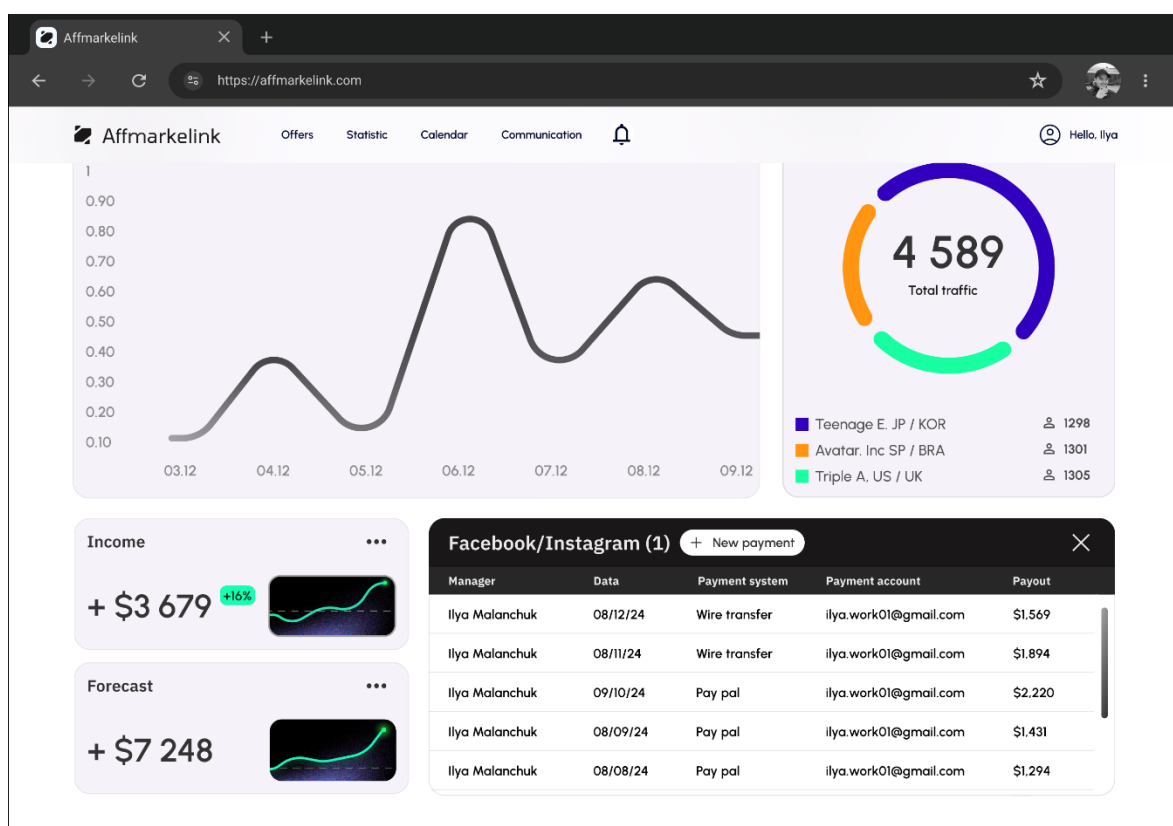 Affmarkelink
https://affmarkelink.com
Affmarkelink Offers Statistic Calendar Communication Hello, Ilya
1
0.90
0.80
0.70
0.60
0.50
0.40
0.30
0.20
0.10
03.12 04.12 05.12 06.12 07.12 08.12 09.12
4 589
Total traffic
Teenage E. JP / KOR 1298
Avatar. Inc SP / BRA 1301
Triple A, US / UK 1305
Income
+ $3 679 +16%
Forecast
+ $7 248
Facebook/Instagram (1) + New payment
Manager Data Payment system Payment account Payout
Ilya Malanchuk 08/12/24 Wire transfer ilya.work01@gmail.com $1,569
Ilya Malanchuk 08/11/24 Wire transfer ilya.work01@gmail.com $1,894
Ilya Malanchuk 09/10/24 Pay pal ilya.work01@gmail.com $2,220
Ilya Malanchuk 08/09/24 Pay pal ilya.work01@gmail.com $1,431
Ilya Malanchuk 08/08/24 Pay pal ilya.work01@gmail.com $1,294